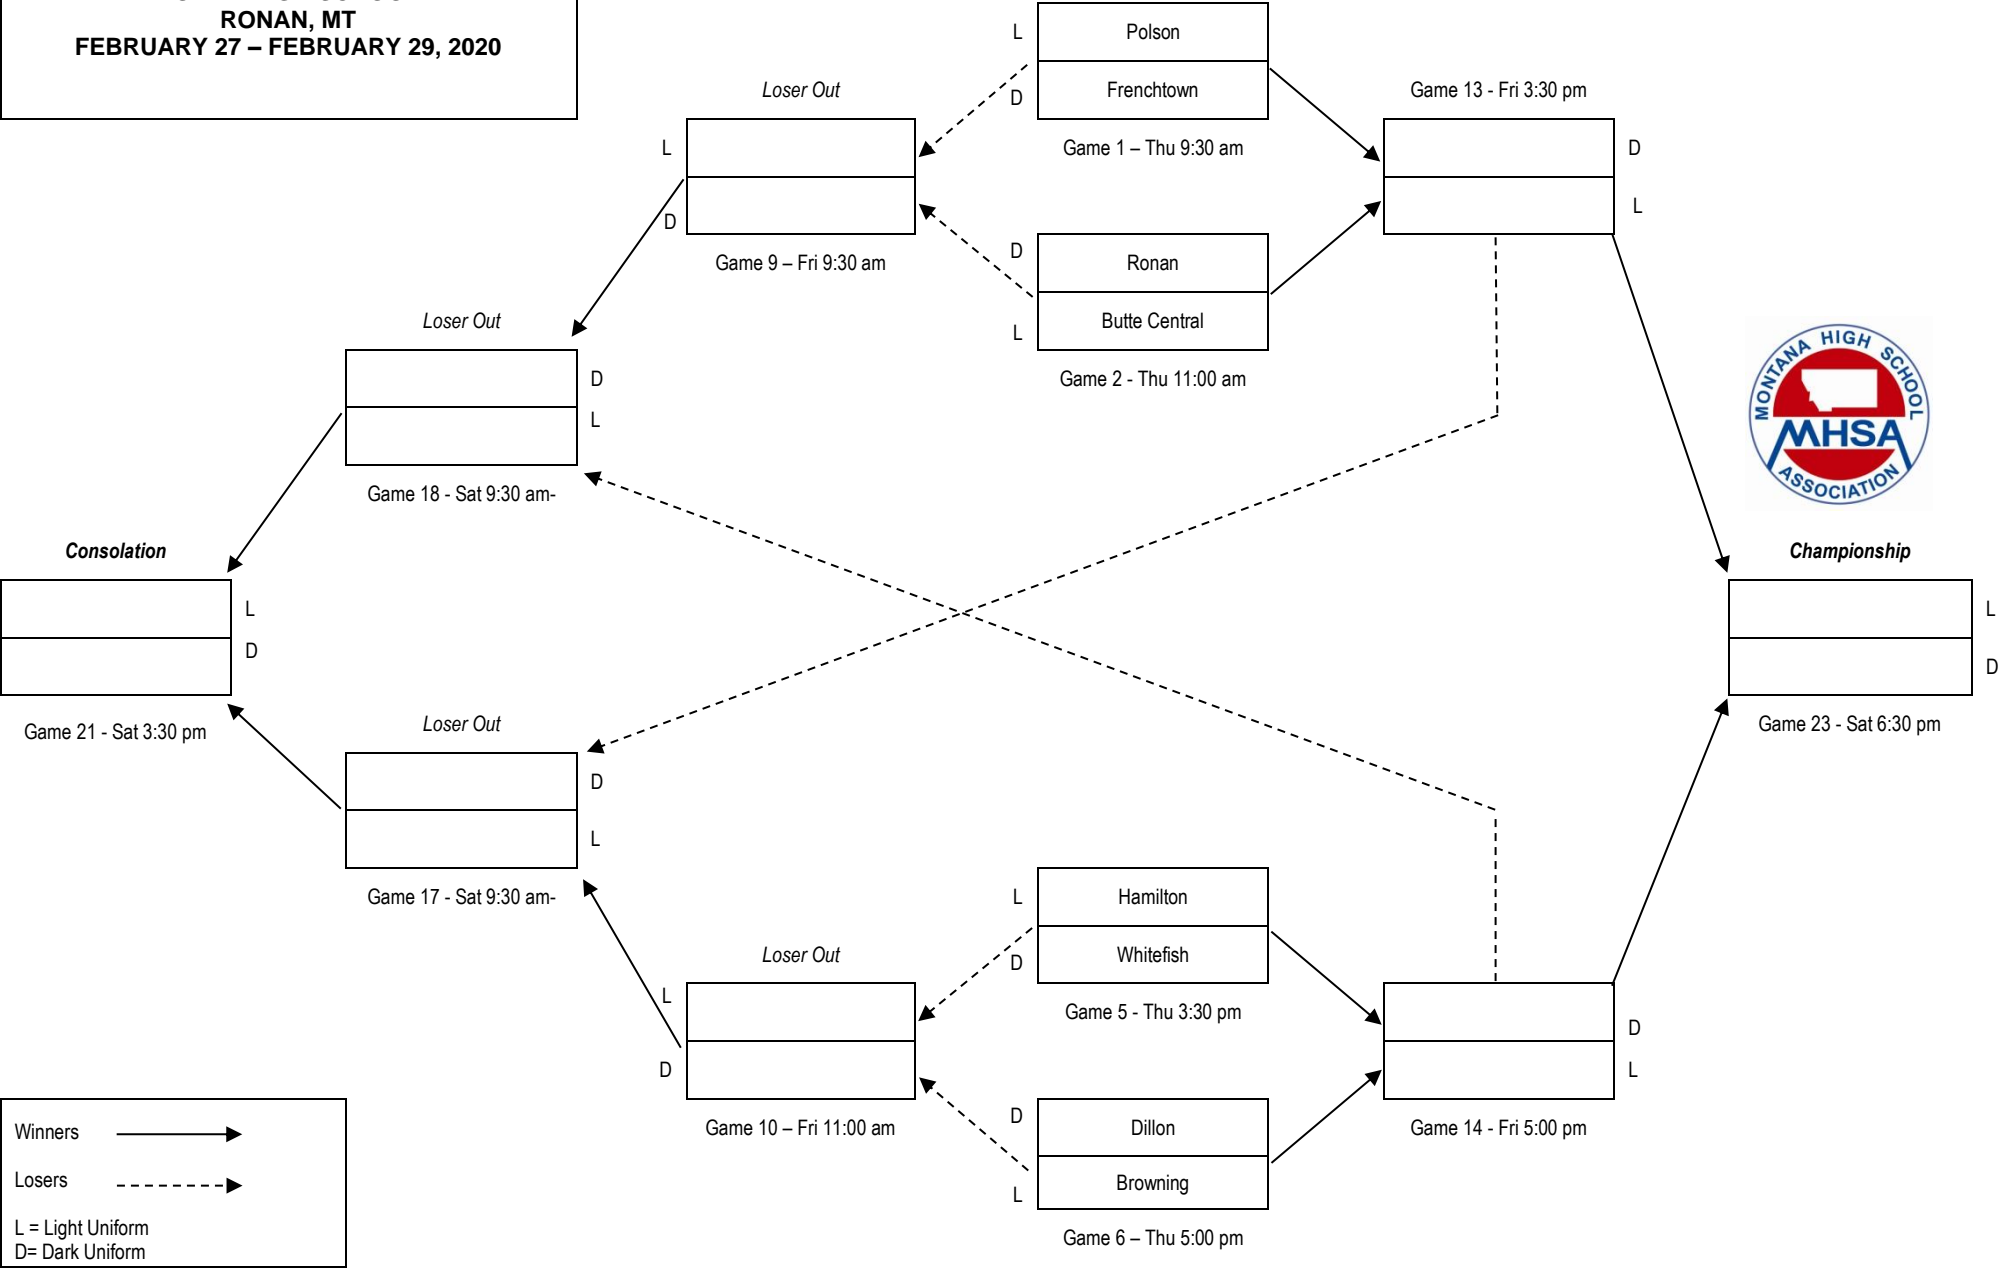 RONAN, MT
FEBRUARY 27 – FEBRUARY 29, 2020
L
Polson
D
Frenchtown
Game 1 – Thu 9:30 am
Loser Out
L
D
Game 9 – Fri 9:30 am
Game 13 - Fri 3:30 pm
D
L
D
Ronan
L
Butte Central
Game 2 - Thu 11:00 am
Loser Out
D
L
Game 18 - Sat 9:30 am-
MONTANA HIGH SCHOOL
MHSA
ASSOCIATION
Consolation
L
D
Game 21 - Sat 3:30 pm
Championship
L
D
Game 23 - Sat 6:30 pm
Loser Out
D
L
Game 17 - Sat 9:30 am-
L
Hamilton
D
Whitefish
Game 5 - Thu 3:30 pm
Loser Out
L
D
Game 10 – Fri 11:00 am
D
L
Game 14 - Fri 5:00 pm
D
Dillon
L
Browning
Game 6 – Thu 5:00 pm
Winners
Losers
L = Light Uniform
D= Dark Uniform